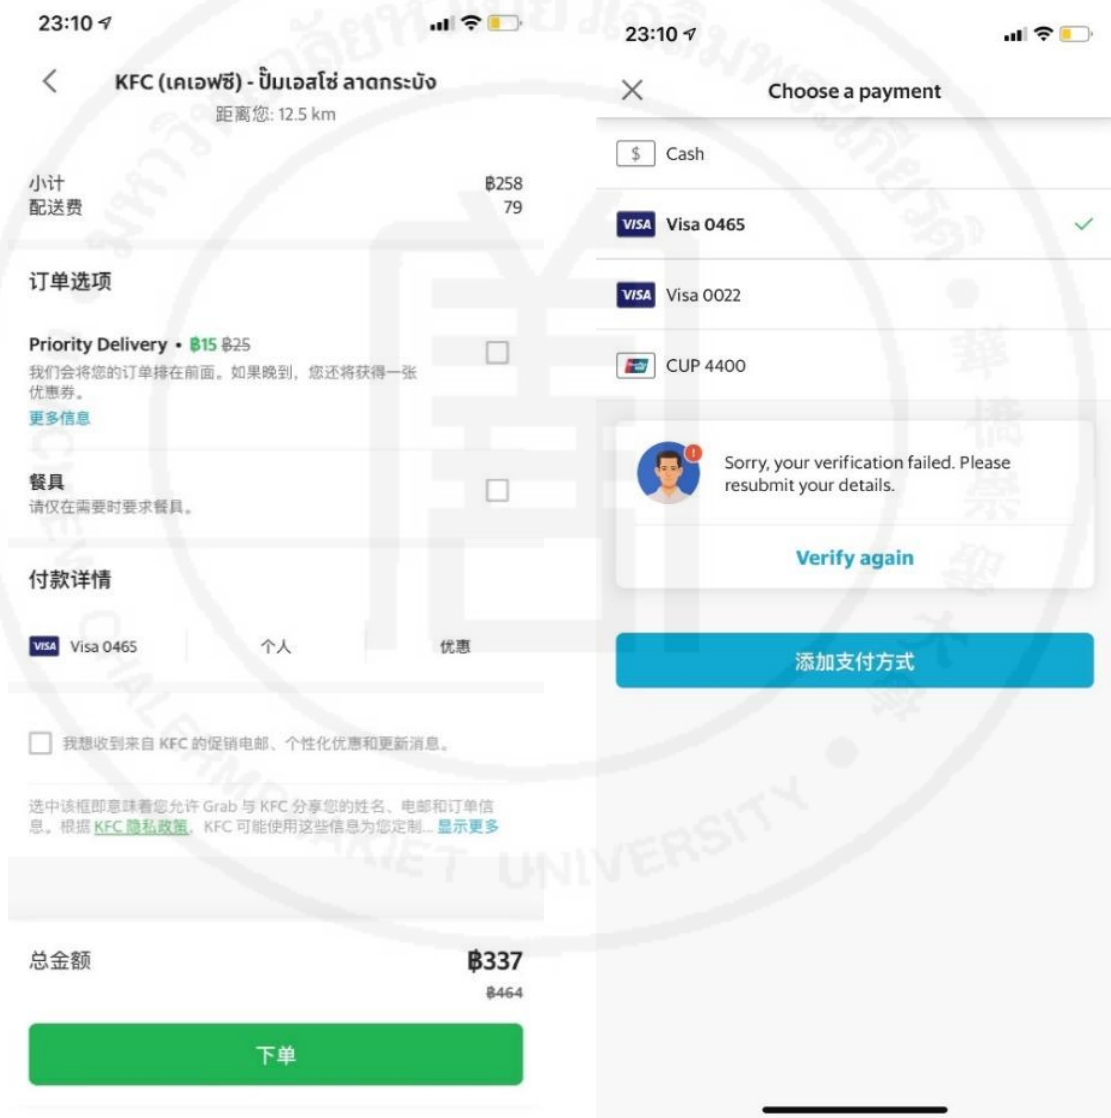 23:10
KFC (เคเอฟซี) - ปั๊มเอสโซ่ ลาดกระบัง
距离您: 12.5 km
小计 ฿258
配送费 79
订单选项
Priority Delivery • ฿15 ฿25
我们会将您的订单排在前面。如果晚到，您还将获得一张
优惠券。
更多信息
餐具
请仅在需要时要求餐具。
付款详情
VISA Visa 0465 个人 优惠
我想收到来自 KFC 的促销电邮、个性化优惠和更新消息。
选中该框即意味着您允许 Grab 与 KFC 分享您的姓名、电邮和订单信
息。根据 KFC 隐私政策，KFC 可能使用这些信息为您定制... 显示更多
总金额 ฿337
฿464
下单
23:10
Choose a payment
$ Cash
VISA Visa 0465
VISA Visa 0022
CUP 4400
Sorry, your verification failed. Please
resubmit your details.
Verify again
添加支付方式
CHALERMPRAKIET UNIVERSITY
華僑崇聖大學